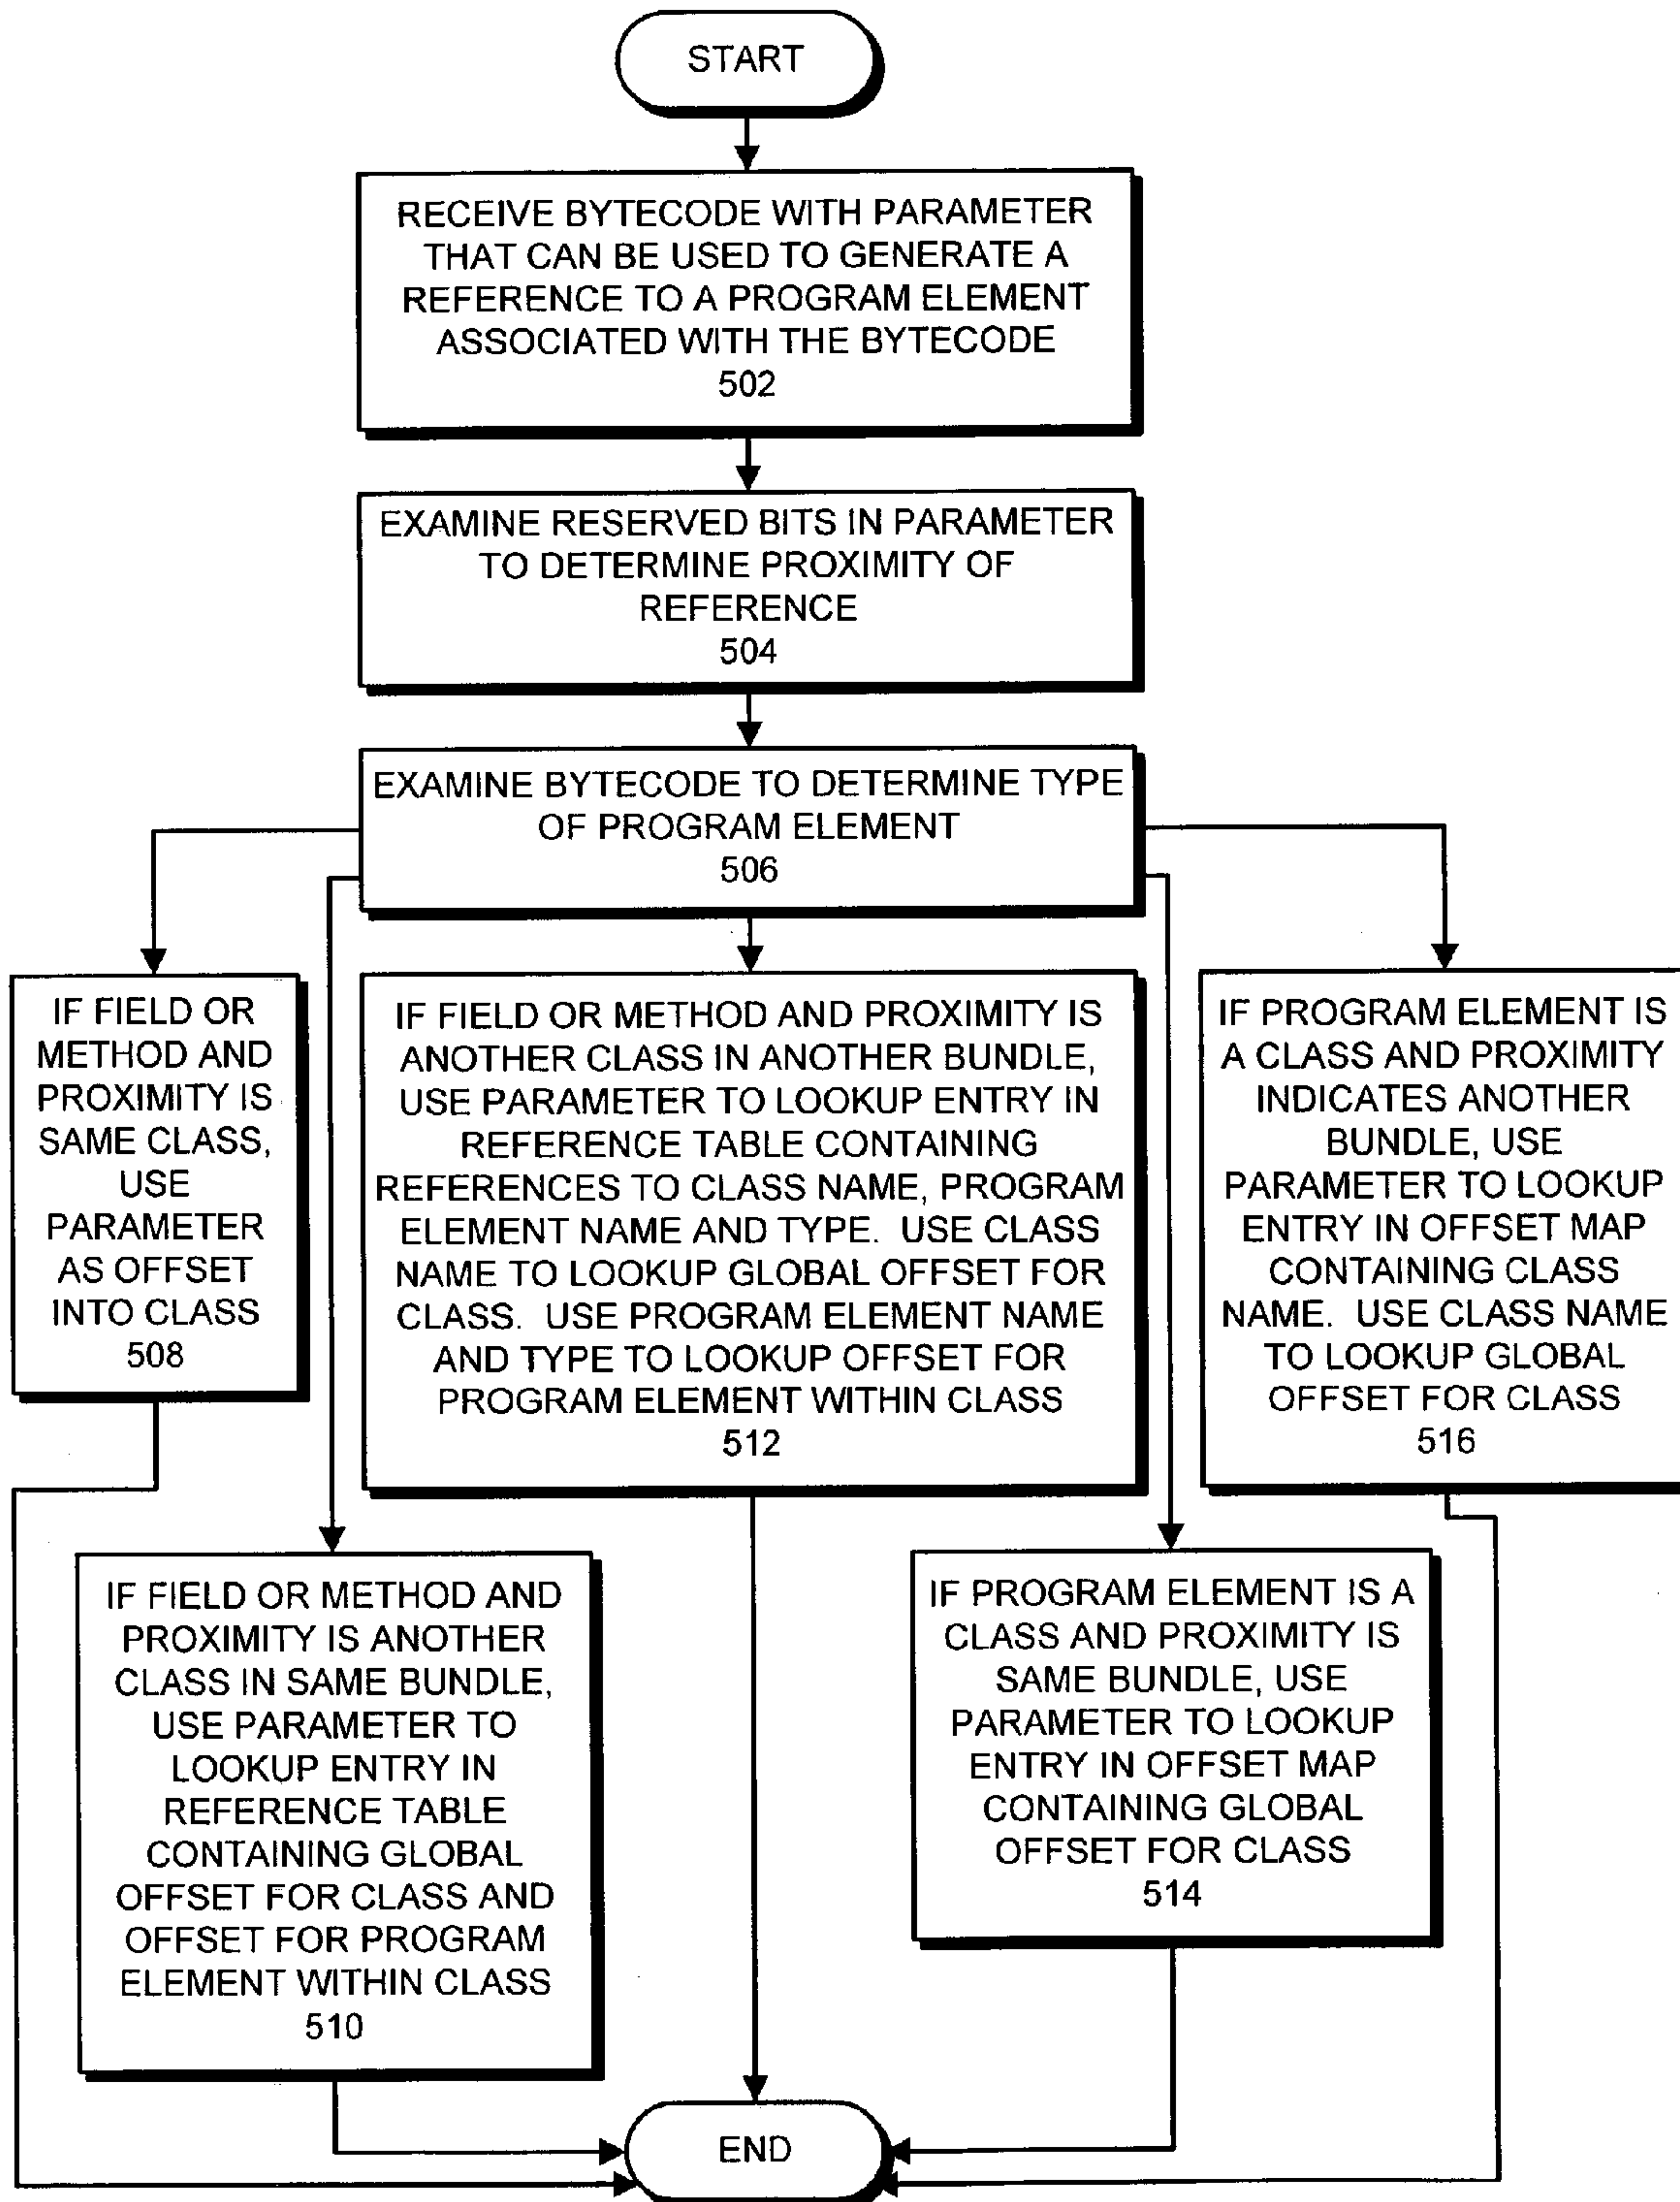 START
RECEIVE BYTECODE WITH PARAMETER
THAT CAN BE USED TO GENERATE A
REFERENCE TO A PROGRAM ELEMENT
ASSOCIATED WITH THE BYTECODE
502
EXAMINE RESERVED BITS IN PARAMETER
TO DETERMINE PROXIMITY OF
REFERENCE
504
EXAMINE BYTECODE TO DETERMINE TYPE
OF PROGRAM ELEMENT
506
IF FIELD OR
METHOD AND
PROXIMITY IS
SAME CLASS,
USE
PARAMETER
AS OFFSET
INTO CLASS
508
IF FIELD OR METHOD AND PROXIMITY IS
ANOTHER CLASS IN ANOTHER BUNDLE,
USE PARAMETER TO LOOKUP ENTRY IN
REFERENCE TABLE CONTAINING
REFERENCES TO CLASS NAME, PROGRAM
ELEMENT NAME AND TYPE. USE CLASS
NAME TO LOOKUP GLOBAL OFFSET FOR
CLASS. USE PROGRAM ELEMENT NAME
AND TYPE TO LOOKUP OFFSET FOR
PROGRAM ELEMENT WITHIN CLASS
512
IF PROGRAM ELEMENT IS
A CLASS AND PROXIMITY
INDICATES ANOTHER
BUNDLE, USE
PARAMETER TO LOOKUP
ENTRY IN OFFSET MAP
CONTAINING CLASS
NAME. USE CLASS NAME
TO LOOKUP GLOBAL
OFFSET FOR CLASS
516
IF FIELD OR METHOD AND
PROXIMITY IS ANOTHER
CLASS IN SAME BUNDLE,
USE PARAMETER TO
LOOKUP ENTRY IN
REFERENCE TABLE
CONTAINING GLOBAL
OFFSET FOR CLASS AND
OFFSET FOR PROGRAM
ELEMENT WITHIN CLASS
510
IF PROGRAM ELEMENT IS A
CLASS AND PROXIMITY IS
SAME BUNDLE, USE
PARAMETER TO LOOKUP
ENTRY IN OFFSET MAP
CONTAINING GLOBAL
OFFSET FOR CLASS
514
END